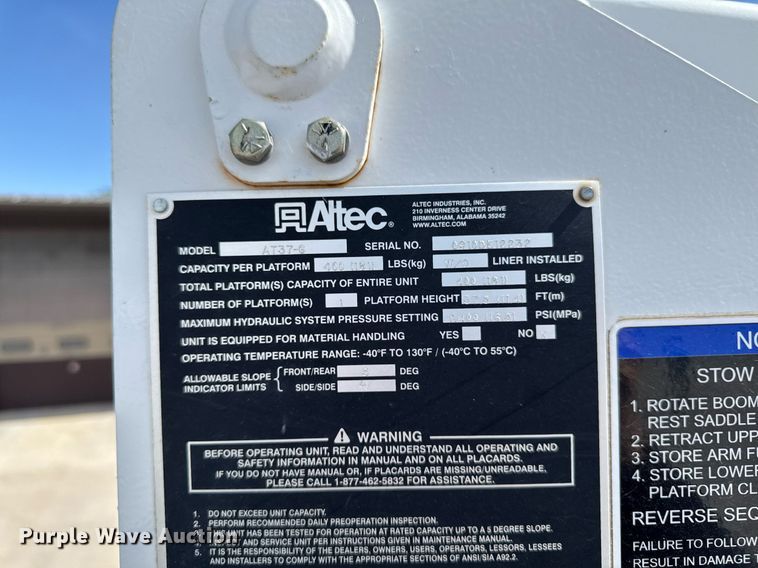 Altec®
ALTEC INDUSTRIES, INC.
210 INVERNESS CENTER DRIVE
BIRMINGHAM, ALABAMA 35242
WWW.ALTEC.COM
MODEL AT37-G SERIAL NO.
CAPACITY PER PLATFORM 400 (181) LBS(kg) LINER INSTALLED
TOTAL PLATFORM(S) CAPACITY OF ENTIRE UNIT 400 (181) LBS(kg)
NUMBER OF PLATFORM(S) 1 PLATFORM HEIGHT FT(m)
MAXIMUM HYDRAULIC SYSTEM PRESSURE SETTING PSI(MPa)
UNIT IS EQUIPPED FOR MATERIAL HANDLING YES NO
OPERATING TEMPERATURE RANGE: -40°F TO 130°F / (-40°C TO 55°C)
ALLOWABLE SLOPE INDICATOR LIMITS
FRONT/REAR DEG
SIDE/SIDE DEG
WARNING
BEFORE OPERATING UNIT, READ AND UNDERSTAND ALL OPERATING AND
SAFETY INFORMATION IN MANUAL AND ON ALL PLACARDS.
IF YOU DO NOT HAVE MANUAL OR, IF PLACARDS ARE MISSING/UNREADABLE,
PLEASE CALL 1-877-462-5832 FOR ASSISTANCE.
1. DO NOT EXCEED UNIT CAPACITY.
2. PERFORM RECOMMENDED DAILY PREOPERATION INSPECTION.
UNIT HAS BEEN TESTED FOR OPERATION AT RATED CAPACITY UP TO A 5 DEGREE SLOPE.
INSPECT AND SERVICE UNIT PER INSTRUCTIONS GIVEN IN MAINTENANCE MANUAL.
5. IT IS THE RESPONSIBILITY OF THE DEALERS, OWNERS, USERS, OPERATORS, LESSORS, LESSEES
AND INSTALLERS TO COMPLY WITH THE APPROPRIATE SECTIONS OF ANSI/SIA A92.2.
NO
STOW
1. ROTATE BOOM
REST SADDLE
2. RETRACT UPP
3. STORE ARM FU
4. STORE LOWER
PLATFORM CL
REVERSE SEQ
FAILURE TO FOLLOW
RESULT IN DAMAGE T
Purple Wave Auction